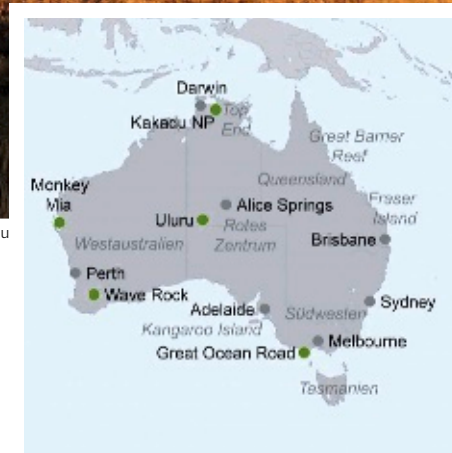 Darwin
Kakadu NP
Top
End
Great Barrier
Reef
Queensland
Monkey
Mia
Alice Springs
Fraser
Island
Uluru
Rotes
Zentrum
Westaustralien
Brisbane
u
Perth
Wave Rock
Adelaide
Südwesten
Sydney
Kangaroo Island
Melbourne
Great Ocean Road
Tasmanien